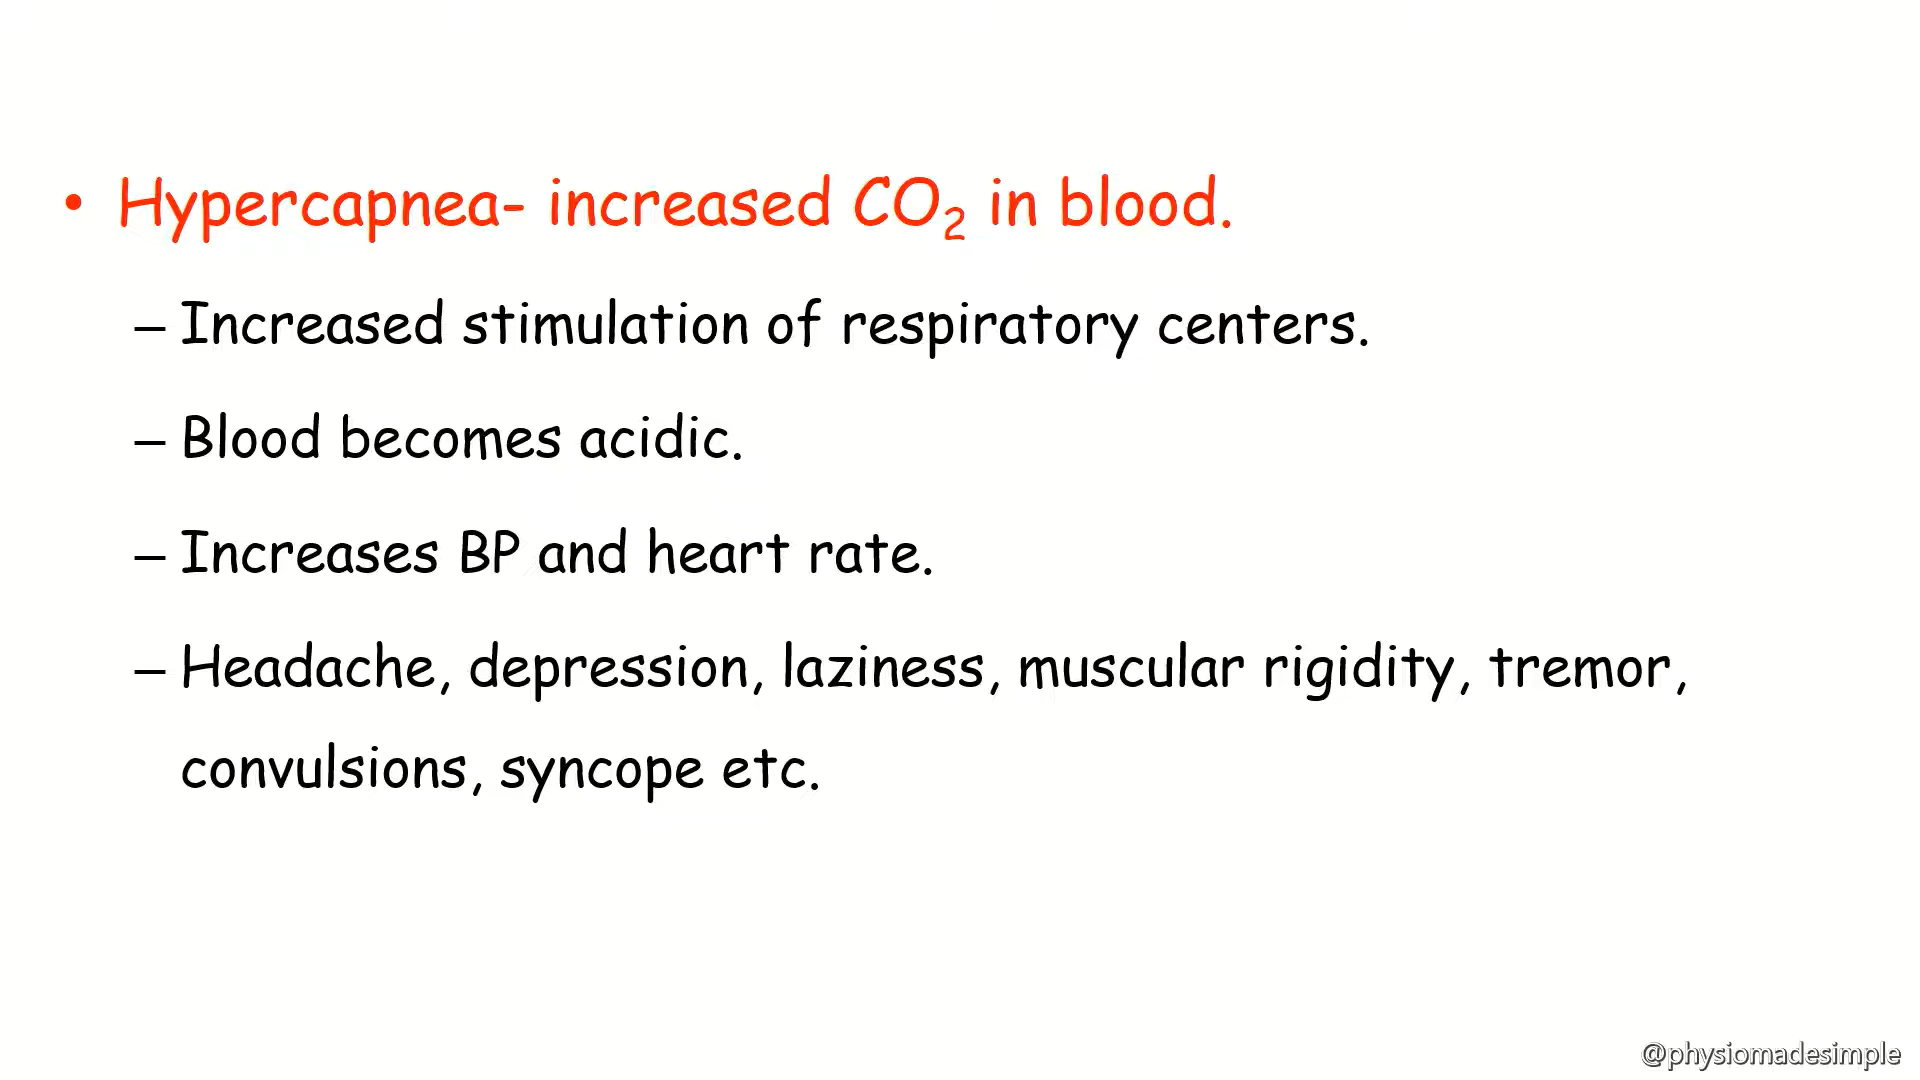 • Hypercapnea- increased CO₂ in blood.
– Increased stimulation of respiratory centers.
– Blood becomes acidic.
– Increases BP and heart rate.
– Headache, depression, laziness, muscular rigidity, tremor,
convulsions, syncope etc.
@physiomadesimple